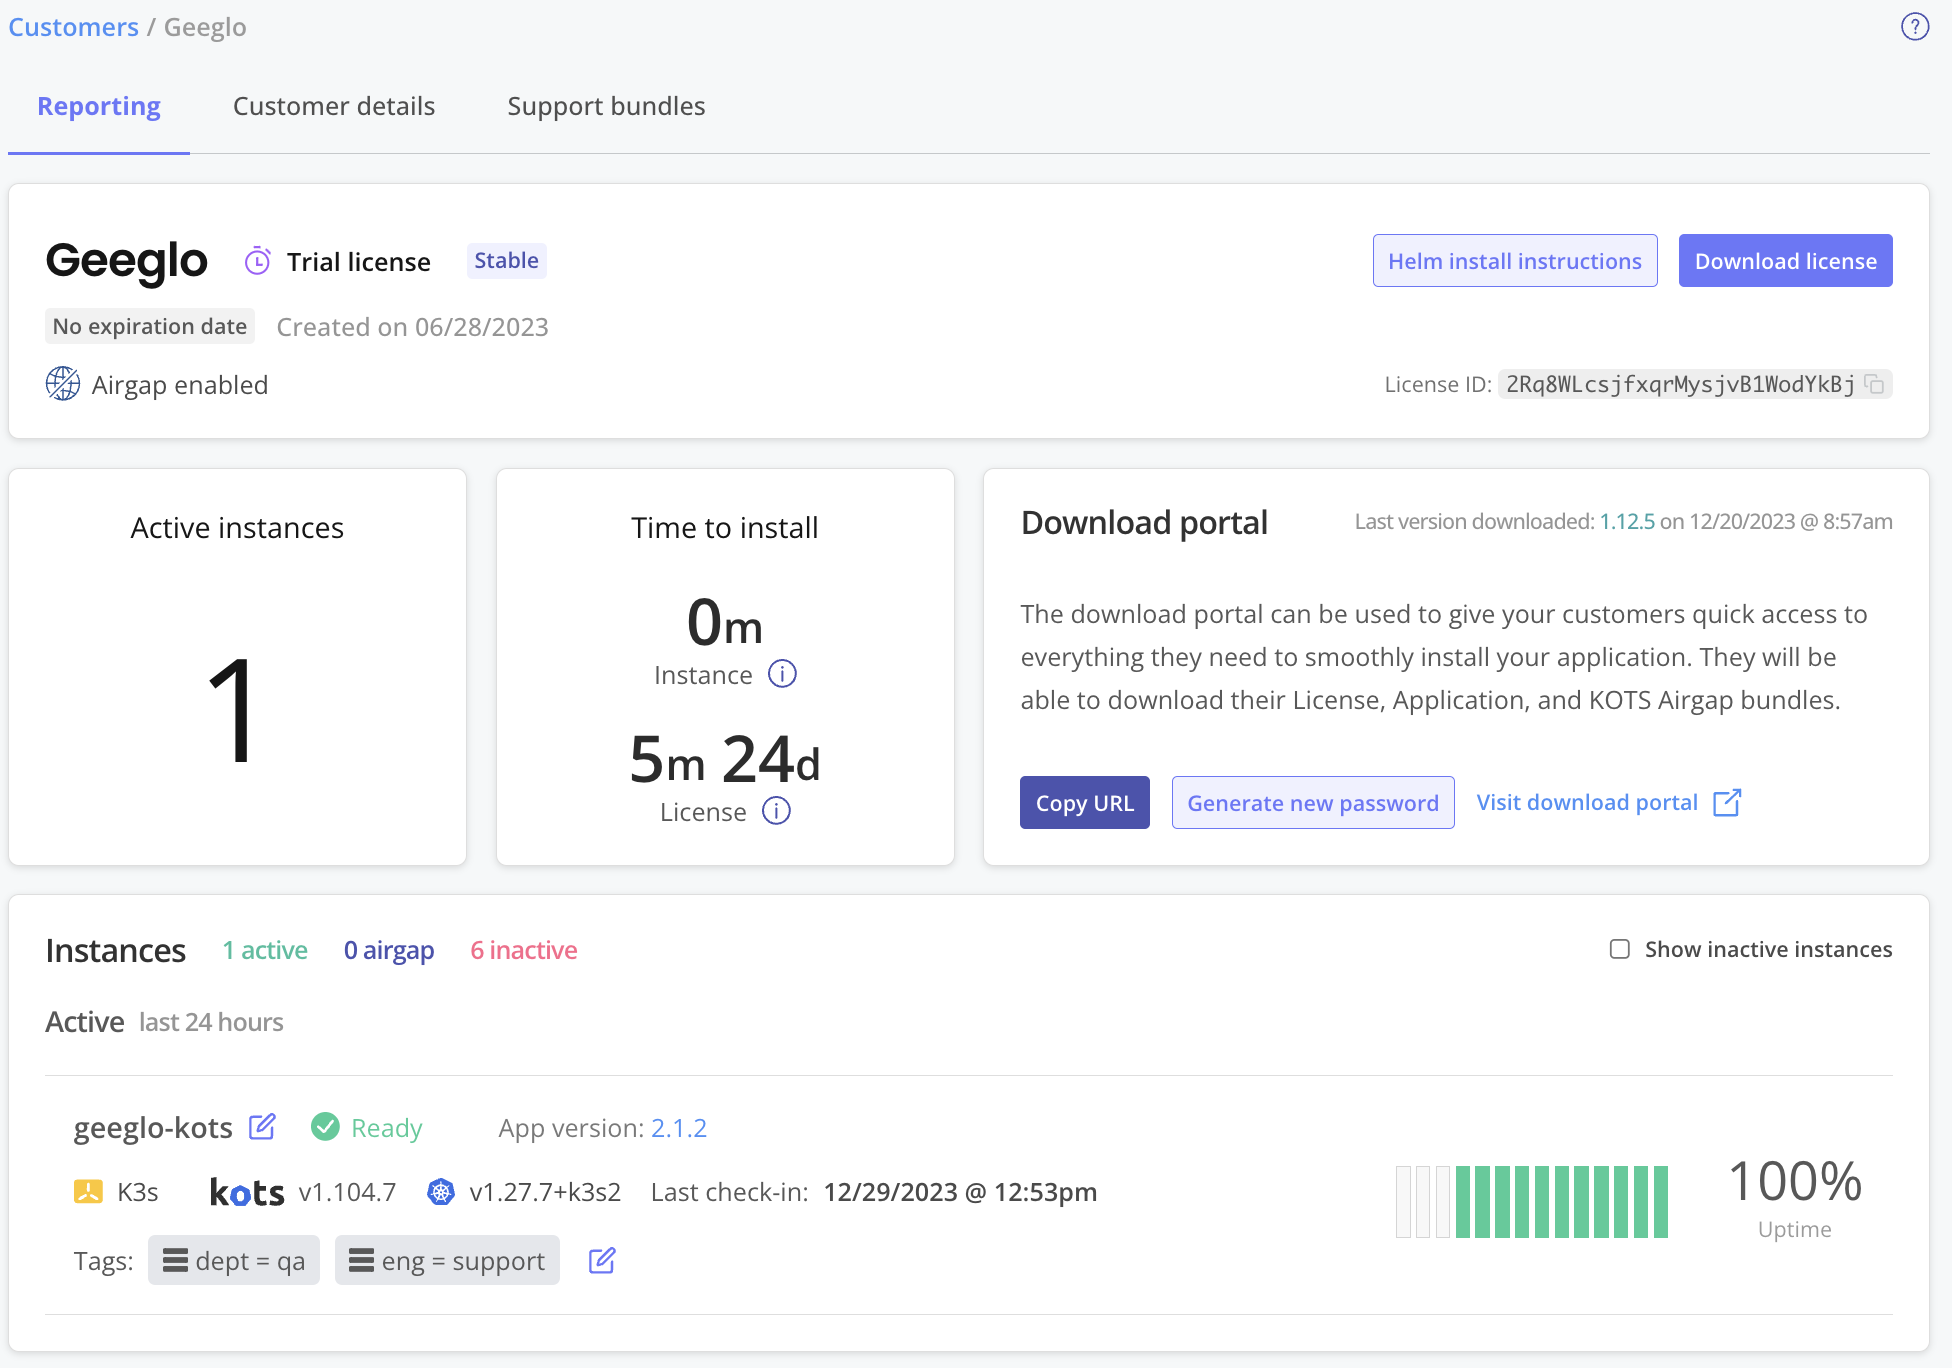 Customers / Geeglo
Reporting Customer details Support bundles
Geeglo Trial license Stable
Helm install instructions Download license
No expiration date Created on 06/28/2023
Airgap enabled
License ID: 2Rq8WLcsjfxqrMysjvB1WodYkBj
Active instances
1
Time to install
0m
Instance
5m 24d
License
Download portal Last version downloaded: 1.12.5 on 12/20/2023 @ 8:57am
The download portal can be used to give your customers quick access to
everything they need to smoothly install your application. They will be
able to download their License, Application, and KOTS Airgap bundles.
Copy URL Generate new password Visit download portal
Instances 1 active 0 airgap 6 inactive Show inactive instances
Active last 24 hours
geeglo-kots Ready App version: 2.1.2
K3s kots v1.104.7 v1.27.7+k3s2 Last check-in: 12/29/2023 @ 12:53pm
100%
Uptime
Tags: dept = qa eng = support